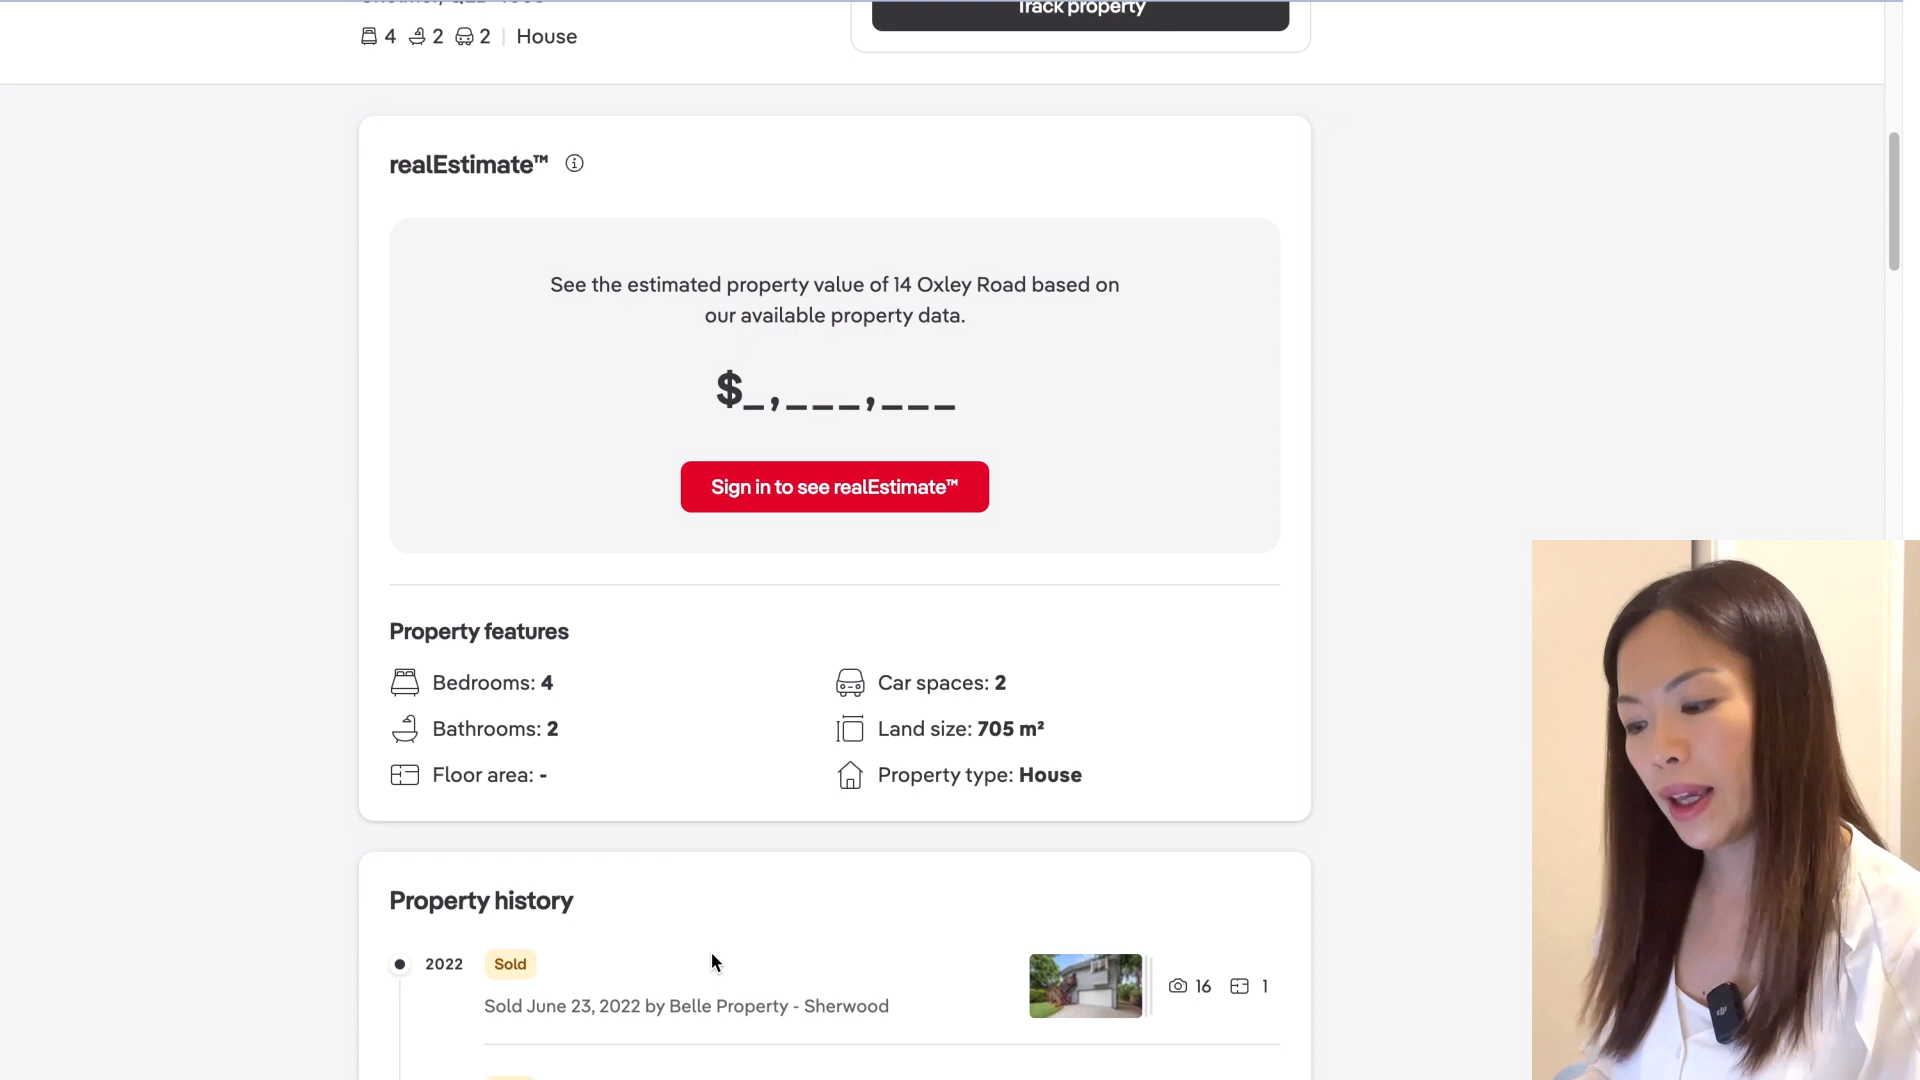 4 2 2 House
Track property
realEstimate™
See the estimated property value of 14 Oxley Road based on
our available property data.
$_,___,___
Sign in to see realEstimate™
Property features
Bedrooms: 4
Car spaces: 2
Bathrooms: 2
Land size: 705 m²
Floor area: -
Property type: House
Property history
2022 Sold
16 1
Sold June 23, 2022 by Belle Property - Sherwood